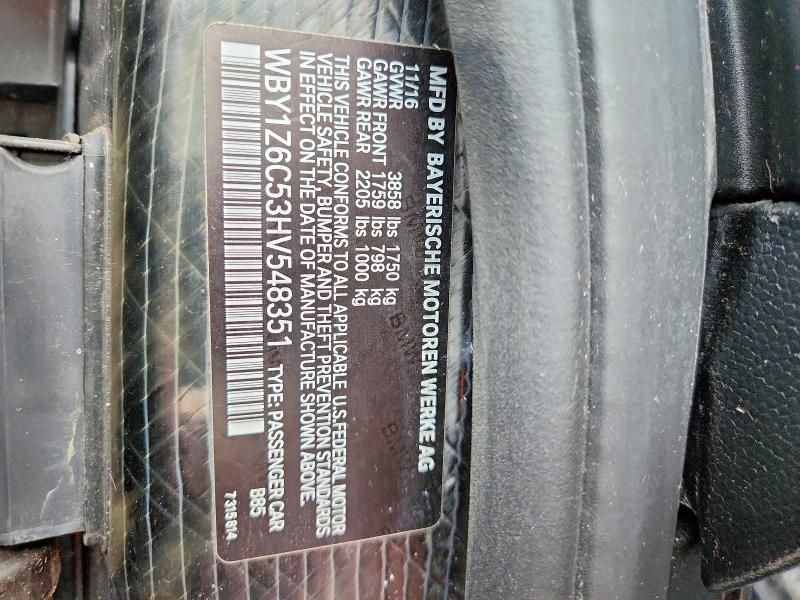 MFD BY BAYERISCHE MOTOREN WERKE AG
11/16
GVWR 3858 lbs 1750 kg
GAWR FRONT 1759 lbs 798 kg
GAWR REAR 2205 lbs 1000 kg
THIS VEHICLE CONFORMS TO ALL APPLICABLE U.S.FEDERAL MOTOR
VEHICLE SAFETY, BUMPER AND THEFT PREVENTION STANDARDS
IN EFFECT ON THE DATE OF MANUFACTURE SHOWN ABOVE.
WBY1Z6C53HV548351 TYPE: PASSENGER CAR
B85
7315804